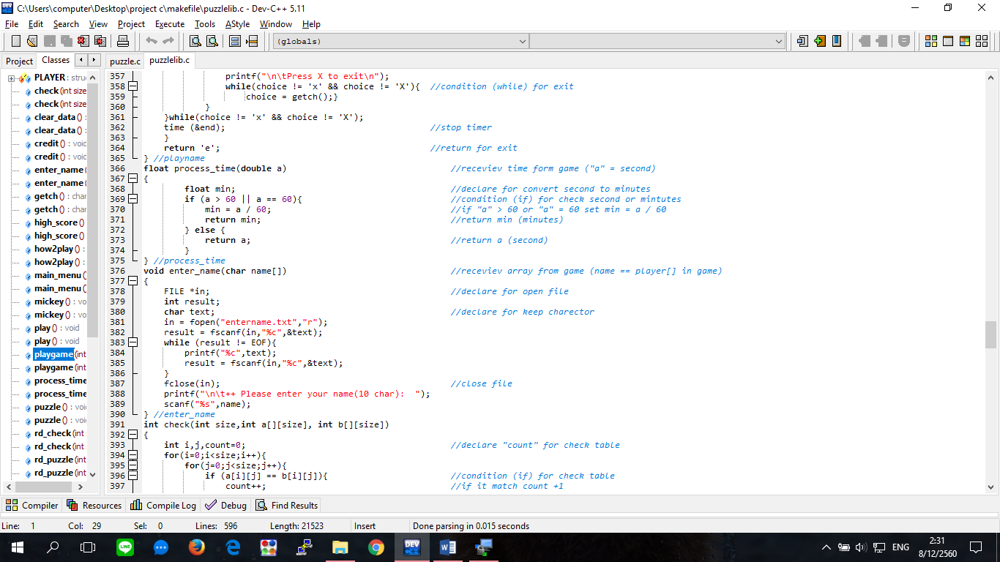 C:\Users\computer\Desktop\project c\makefile\puzzlelib.c - Dev-C++ 5.11
File Edit Search View Project Execute Tools AStyle Window Help
(globals)
Project Classes
puzzle.c puzzlelib.c
PLAYER : struc
check (int size
check (int size
clear_data () :
clear_data () :
credit () : void
credit () : void
enter_name (
enter_name (
getch () : char
getch () : char
high_score ()
high_score ()
how2play () :
how2play () :
main_menu (
main_menu (
mickey () : vo
mickey () : vo
play () : void
play () : void
playgame (int
playgame (int
process_time
process_time
puzzle () : voi
puzzle () : voi
rd_check (int
rd_check (int
rd_puzzle (int
rd_puzzle (int
357 printf("\n\tPress X to exit\n");
358 while(choice != 'x' && choice != 'X'){ //condition (while) for exit
359 choice = getch();}
360 }
361 }while(choice != 'x' && choice != 'X');
362 time (&end); //stop timer
363 }
364 return 'e'; //return for exit
365 } //playname
366 float process_time(double a) //receviev time form game ("a" = second)
367 {
368 float min; //declare for convert second to minutes
369 if (a > 60 || a == 60){ //condition (if) for check second or mintutes
370 min = a / 60; //if "a" > 60 or "a" = 60 set min = a / 60
371 return min; //return min (minutes)
372 } else {
373 return a; //return a (second)
374 }
375 } //process_time
376 void enter_name(char name[]) //receviev array from game (name == player[] in game)
377 {
378 FILE *in; //declare for open file
379 int result;
380 char text; //declare for keep charector
381 in = fopen("entername.txt","r");
382 result = fscanf(in,"%c",&text);
383 while (result != EOF){
384 printf("%c",text);
385 result = fscanf(in,"%c",&text);
386 }
387 fclose(in); //close file
388 printf("\n\t++ Please enter your name(10 char):  ");
389 scanf("%s",name);
390 } //enter_name
391 int check(int size,int a[][size], int b[][size])
392 {
393 int i,j,count=0; //declare "count" for check table
394 for(i=0;i<size;i++){
395 for(j=0;j<size;j++){
396 if (a[i][j] == b[i][j]){ //condition (if) for check table
397 count++; //if it match count +1
Compiler Resources Compile Log Debug Find Results
Line: 1 Col: 29 Sel: 0 Lines: 596 Length: 21523 Insert Done parsing in 0.015 seconds
LINE
DEV
ENG
2:31
8/12/2560